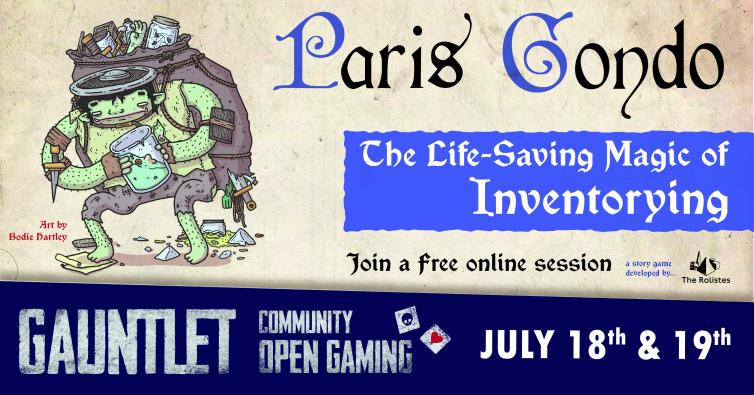 Paris Gondo
The Life-Saving Magic of
Inventorying
Art by
Bodie Hartley
Join a free online session
a story game
developed by...
The Rolistes
GAUNTLET
COMMUNITY
OPEN GAMING
JULY 18th & 19th